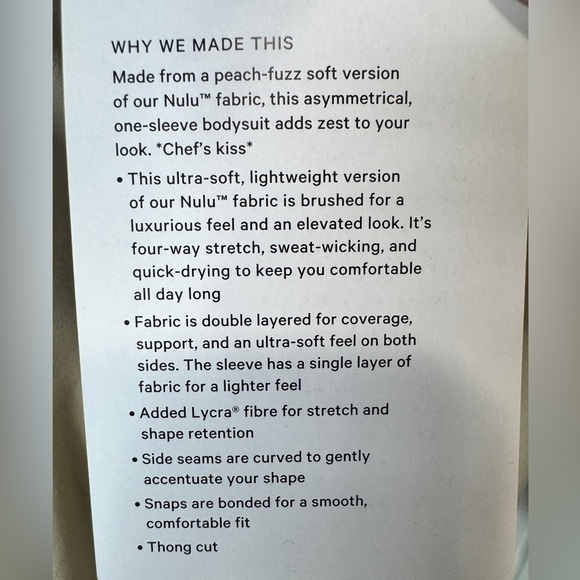 WHY WE MADE THIS
Made from a peach-fuzz soft version
of our Nulu™ fabric, this asymmetrical,
one-sleeve bodysuit adds zest to your
look. *Chef's kiss*
• This ultra-soft, lightweight version
of our Nulu™ fabric is brushed for a
luxurious feel and an elevated look. It's
four-way stretch, sweat-wicking, and
quick-drying to keep you comfortable
all day long
• Fabric is double layered for coverage,
support, and an ultra-soft feel on both
sides. The sleeve has a single layer of
fabric for a lighter feel
• Added Lycra® fibre for stretch and
shape retention
• Side seams are curved to gently
accentuate your shape
• Snaps are bonded for a smooth,
comfortable fit
• Thong cut